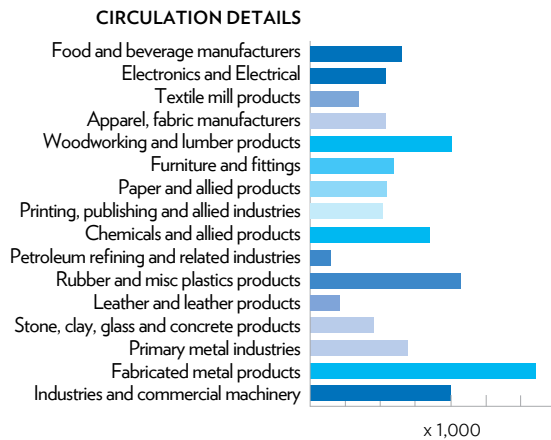 CIRCULATION DETAILS
Food and beverage manufacturers
Electronics and Electrical
Textile mill products
Apparel, fabric manufacturers
Woodworking and lumber products
Furniture and fittings
Paper and allied products
Printing, publishing and allied industries
Chemicals and allied products
Petroleum refining and related industries
Rubber and misc plastics products
Leather and leather products
Stone, clay, glass and concrete products
Primary metal industries
Fabricated metal products
Industries and commercial machinery
x 1,000